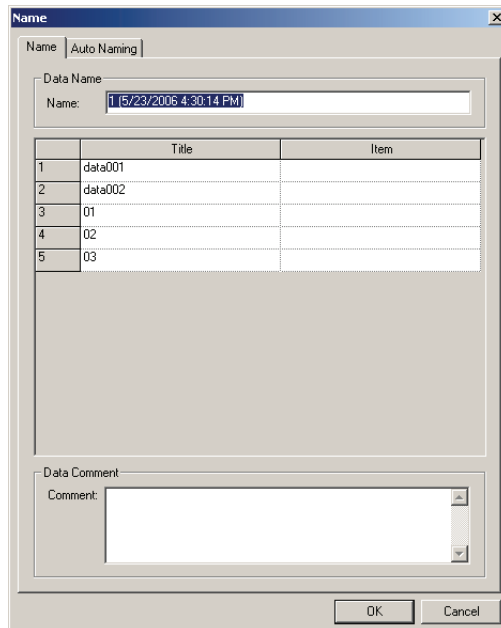 Name
Name Auto Naming
Data Name
Name: 1 (5/23/2006 4:30:14 PM)
Title Item
1 data001
2 data002
3 01
4 02
5 03
Data Comment
Comment:
OK Cancel